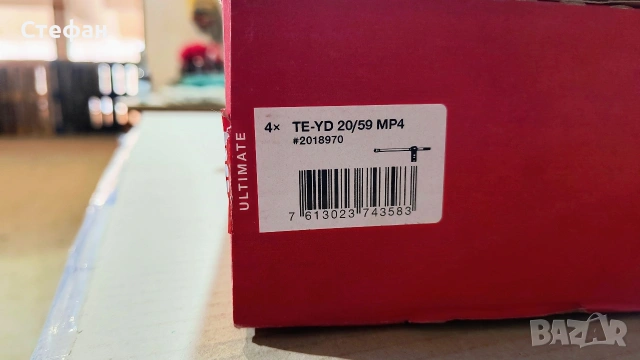 Стефан
ULTIMATE
4× TE-YD 20/59 MP4
#2018970
7 613023 743583
BAZAR